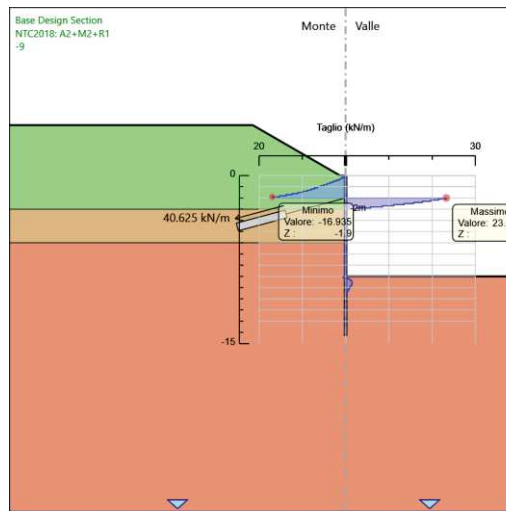 Base Design Section
NTC2018: A2+M2+R1
-9
Monte
Valle
Taglio (kN/m)
20
30
0
-2m
Minimo
Valore: -16.935
Z : -1.9
Massimo
Valore: 23.
Z :
40.625 kN/m
-15